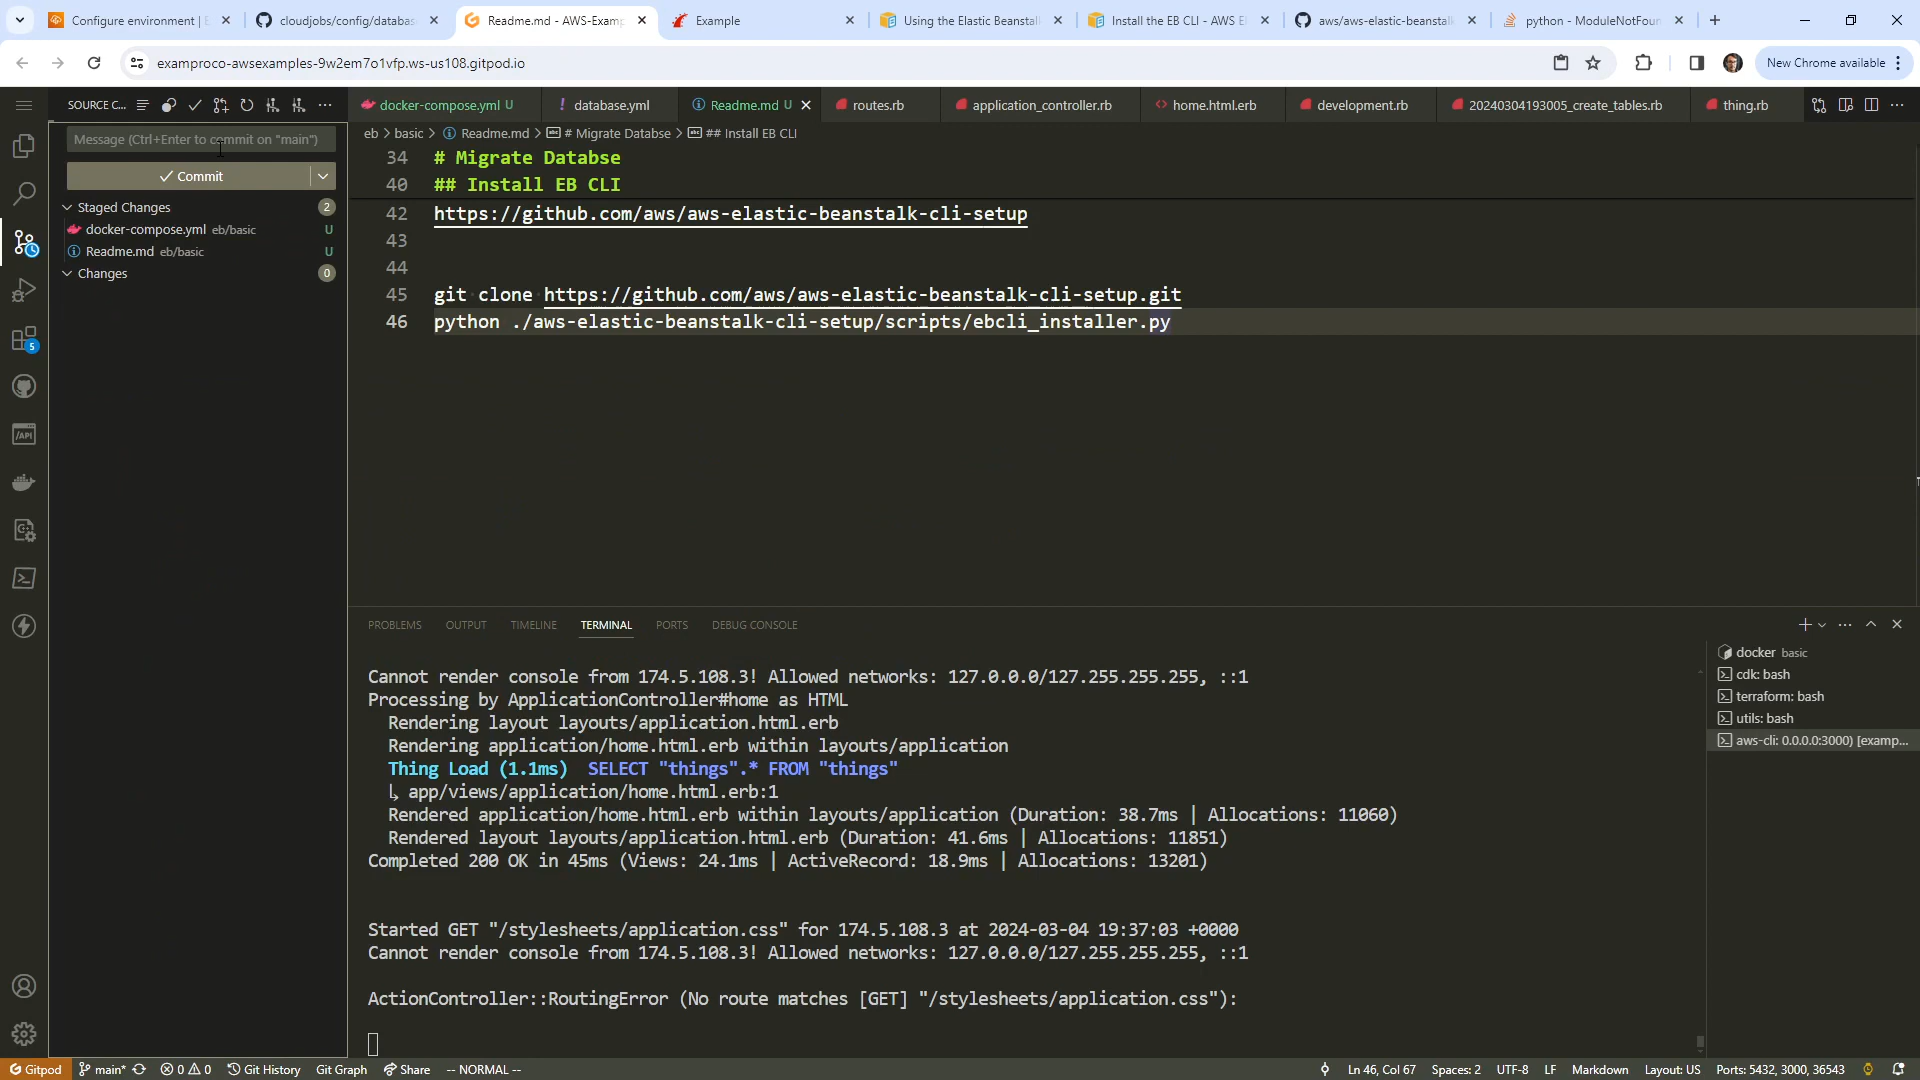 Configure environment | E
cloudjobs/config/databas
Readme.md - AWS-Examp
Example
Using the Elastic Beanstal
Install the EB CLI - AWS El
aws/aws-elastic-beanstal
python - ModuleNotFoun
examproco-awsexamples-9w2em7o1vfp.ws-us108.gitpod.io
New Chrome available
SOURCE C...
docker-compose.yml U
database.yml
Readme.md U
routes.rb
application_controller.rb
home.html.erb
development.rb
20240304193005_create_tables.rb
thing.rb
eb > basic > Readme.md > # Migrate Databse > ## Install EB CLI
Message (Ctrl+Enter to commit on "main")
Commit
Staged Changes 2
docker-compose.yml eb/basic U
Readme.md eb/basic U
Changes 0
34 # Migrate Databse
40 ## Install EB CLI
42 https://github.com/aws/aws-elastic-beanstalk-cli-setup
43
44
45 git clone https://github.com/aws/aws-elastic-beanstalk-cli-setup.git
46 python ./aws-elastic-beanstalk-cli-setup/scripts/ebcli_installer.py
5
API
PROBLEMS OUTPUT TIMELINE TERMINAL PORTS DEBUG CONSOLE
Cannot render console from 174.5.108.3! Allowed networks: 127.0.0.0/127.255.255.255, ::1
Processing by ApplicationController#home as HTML
Rendering layout layouts/application.html.erb
Rendering application/home.html.erb within layouts/application
Thing Load (1.1ms) SELECT "things".* FROM "things"
↳ app/views/application/home.html.erb:1
Rendered application/home.html.erb within layouts/application (Duration: 38.7ms | Allocations: 11060)
Rendered layout layouts/application.html.erb (Duration: 41.6ms | Allocations: 11851)
Completed 200 OK in 45ms (Views: 24.1ms | ActiveRecord: 18.9ms | Allocations: 13201)
Started GET "/stylesheets/application.css" for 174.5.108.3 at 2024-03-04 19:37:03 +0000
Cannot render console from 174.5.108.3! Allowed networks: 127.0.0.0/127.255.255.255, ::1
ActionController::RoutingError (No route matches [GET] "/stylesheets/application.css"):
docker basic
cdk: bash
terraform: bash
utils: bash
aws-cli: 0.0.0.0:3000) [examp...
Gitpod
main*
0 0
Git History
Git Graph
Share
-- NORMAL --
Ln 46, Col 67
Spaces: 2
UTF-8
LF
Markdown
Layout: US
Ports: 5432, 3000, 36543